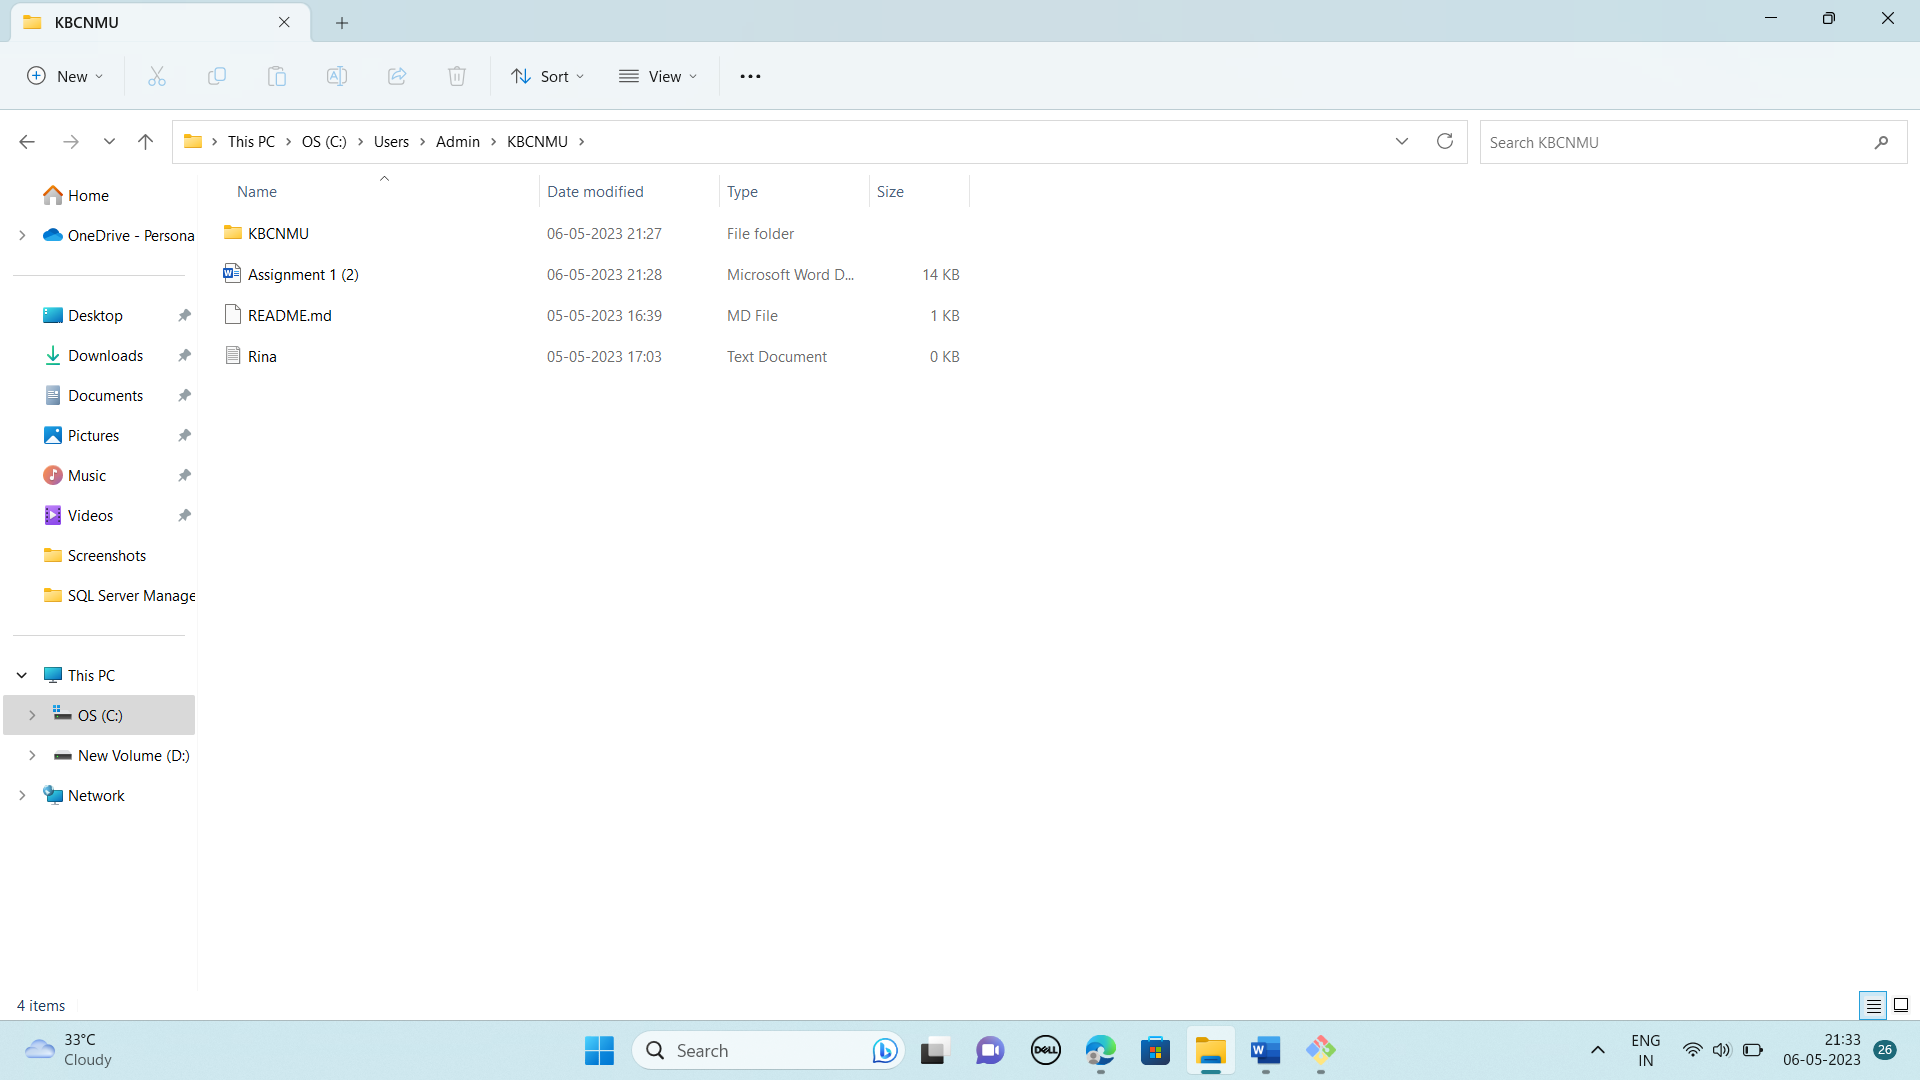 KBCNMU
New
Sort
View
This PC > OS (C:) > Users > Admin > KBCNMU >
Search KBCNMU
Name Date modified Type Size
KBCNMU 06-05-2023 21:27 File folder
Assignment 1 (2) 06-05-2023 21:28 Microsoft Word D... 14 KB
README.md 05-05-2023 16:39 MD File 1 KB
Rina 05-05-2023 17:03 Text Document 0 KB
Home
OneDrive - Persona
Desktop
Downloads
Documents
Pictures
Music
Videos
Screenshots
SQL Server Manage
This PC
OS (C:)
New Volume (D:)
Network
4 items
33°C
Cloudy
Search
DELL
ENG
IN
21:33
06-05-2023
26